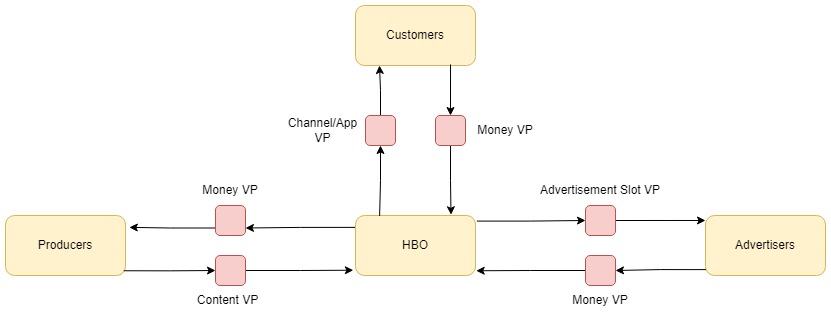 Customers
Channel/App
VP
Money VP
Money VP
Advertisement Slot VP
Producers
HBO
Advertisers
Content VP
Money VP